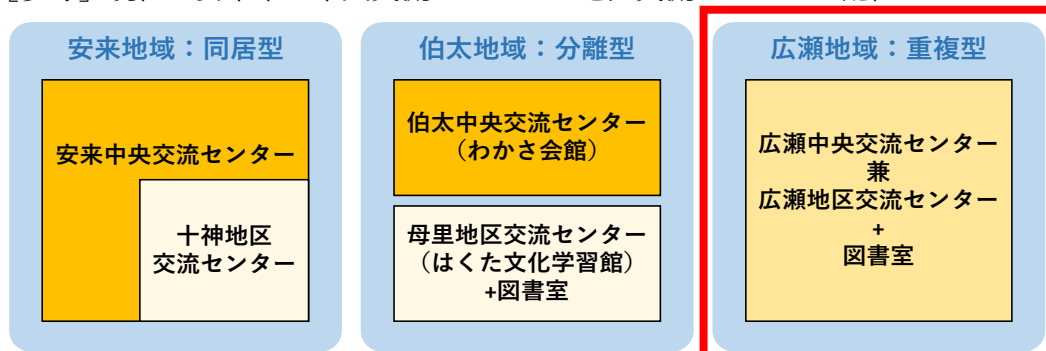 安来地域：同居型
安来中央交流センター
十神地区
交流センター
伯太地域：分離型
伯太中央交流センター
（わかさ会館）
母里地区交流センター
（はくた文化学習館）
+図書室
広瀬地域：重複型
広瀬中央交流センター
兼
広瀬地区交流センター
+
図書室